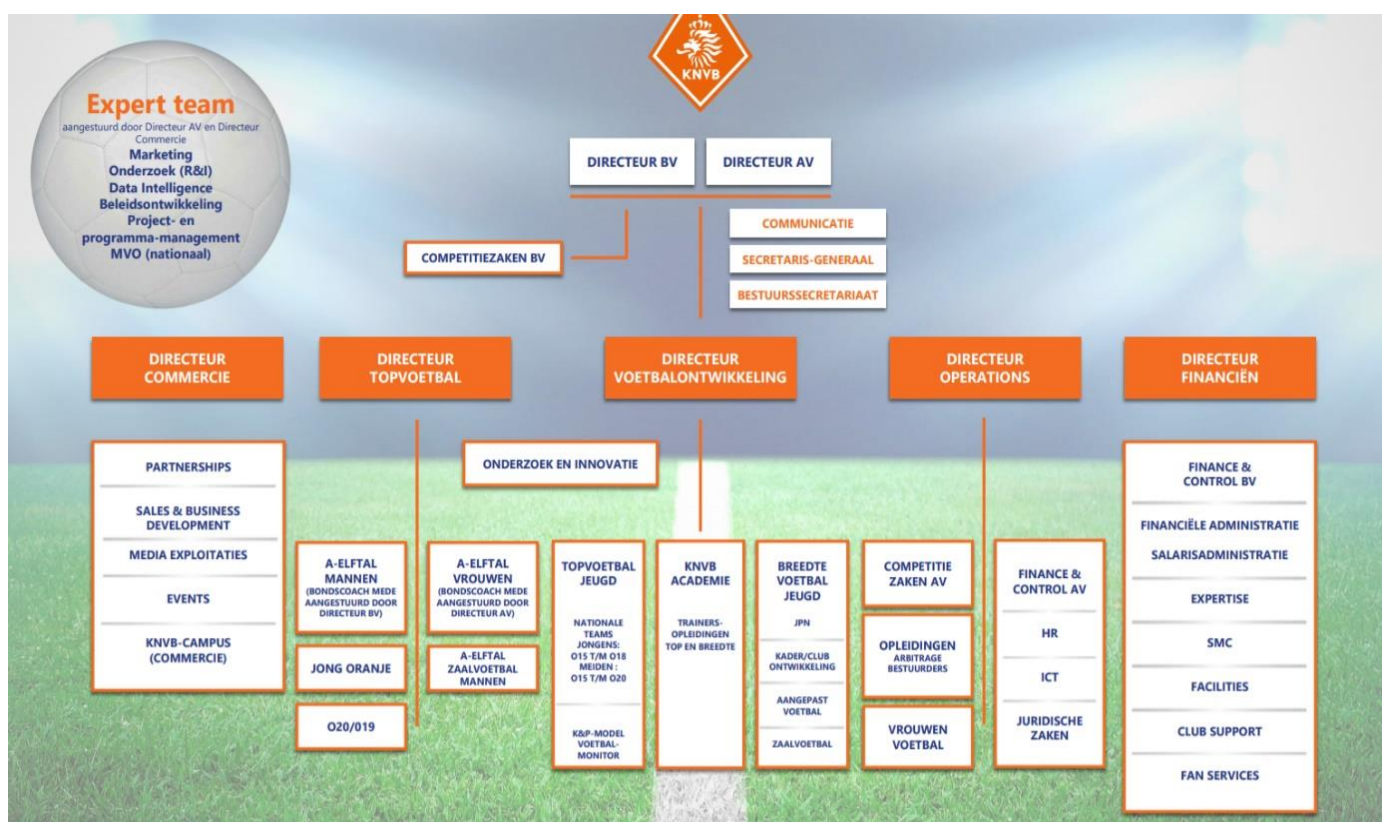 KNVB
Expert team
aangestuurd door Directeur AV en Directeur
Commercie
Marketing
Onderzoek (R&I)
Data Intelligence
Beleidsontwikkeling
Project- en
programma-management
MVO (nationaal)
DIRECTEUR BV
DIRECTEUR AV
COMMUNICATIE
SECRETARIS-GENERAAL
BESTUURSSECRETARIAAT
COMPETITIEZAKEN BV
DIRECTEUR
COMMERCIE
DIRECTEUR
TOPVOETBAL
DIRECTEUR
VOETBALONTWIKKELING
DIRECTEUR
OPERATIONS
DIRECTEUR
FINANCIËN
PARTNERSHIPS
SALES & BUSINESS
DEVELOPMENT
MEDIA EXPLOITATIES
EVENTS
KNVB-CAMPUS
(COMMERCIE)
ONDERZOEK EN INNOVATIE
A-ELFTAL
MANNEN
(BONDSCOACH MEDE
AANGESTUURD DOOR
DIRECTEUR BV)
JONG ORANJE
O20/019
A-ELFTAL
VROUWEN
(BONDSCOACH MEDE
AANGESTUURD DOOR
DIRECTEUR AV)
A-ELFTAL
ZAALVOETBAL
MANNEN
TOPVOETBAL
JEUGD
NATIONALE
TEAMS
JONGENS:
O15 T/M O18
MEIDEN :
O15 T/M O20
K&P-MODEL
VOETBAL-
MONITOR
KNVB
ACADEMIE
TRAINERS-
OPLEIDINGEN
TOP EN BREEDTE
BREEDTE
VOETBAL
JEUGD
JPN
KADER/CLUB
ONTWIKKELING
AANGEPAST
VOETBAL
ZAALVOETBAL
COMPETITIE
ZAKEN AV
OPLEIDINGEN
ARBITRAGE
BESTUURDERS
VROUWEN
VOETBAL
FINANCE &
CONTROL AV
HR
ICT
JURIDISCHE
ZAKEN
FINANCE &
CONTROL BV
FINANCIËLE ADMINISTRATIE
SALARISADMINISTRATIE
EXPERTISE
SMC
FACILITIES
CLUB SUPPORT
FAN SERVICES